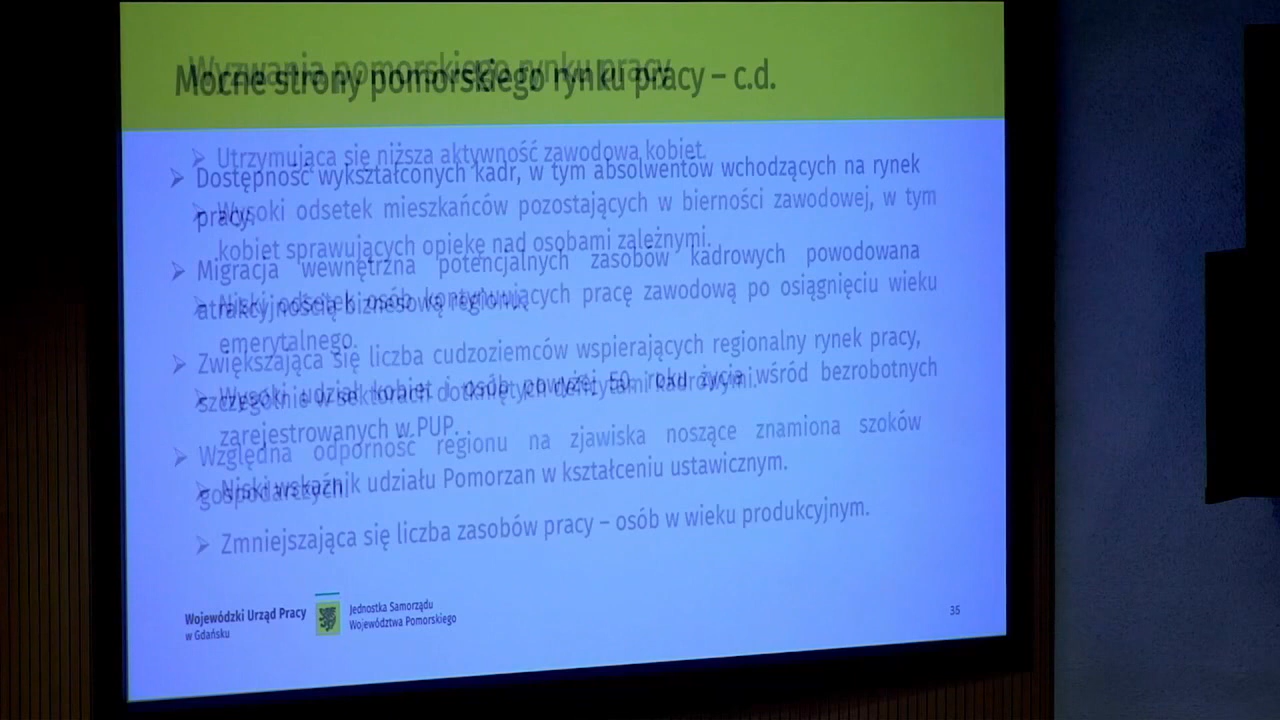 Wyzwania pomorskiego rynku pracy
Mocne strony pomorskiego rynku pracy – c.d.
➢ Utrzymująca się niższa aktywność zawodowa kobiet.
➢ Dostępność wykształconych kadr, w tym absolwentów wchodzących na rynek
pracy.
➢ Wysoki odsetek mieszkańców pozostających w bierności zawodowej, w tym
kobiet sprawujących opiekę nad osobami zależnymi.
➢ Migracja wewnętrzna potencjalnych zasobów kadrowych powodowana
atrakcyjnością biznesową regionu.
➢ Niski odsetek osób kontynuujących pracę zawodową po osiągnięciu wieku
emerytalnego.
➢ Zwiększająca się liczba cudzoziemców wspierających regionalny rynek pracy,
szczególnie w sektorach dotkniętych deficytami kadrowymi.
➢ Wysoki udział kobiet i osób powyżej 50. roku życia wśród bezrobotnych
zarejestrowanych w PUP.
➢ Względna odporność regionu na zjawiska noszące znamiona szoków
gospodarczych.
➢ Niski wskaźnik udziału Pomorzan w kształceniu ustawicznym.
➢ Zmniejszająca się liczba zasobów pracy – osób w wieku produkcyjnym.
Wojewódzki Urząd Pracy
w Gdańsku
Jednostka Samorządu
Województwa Pomorskiego
35